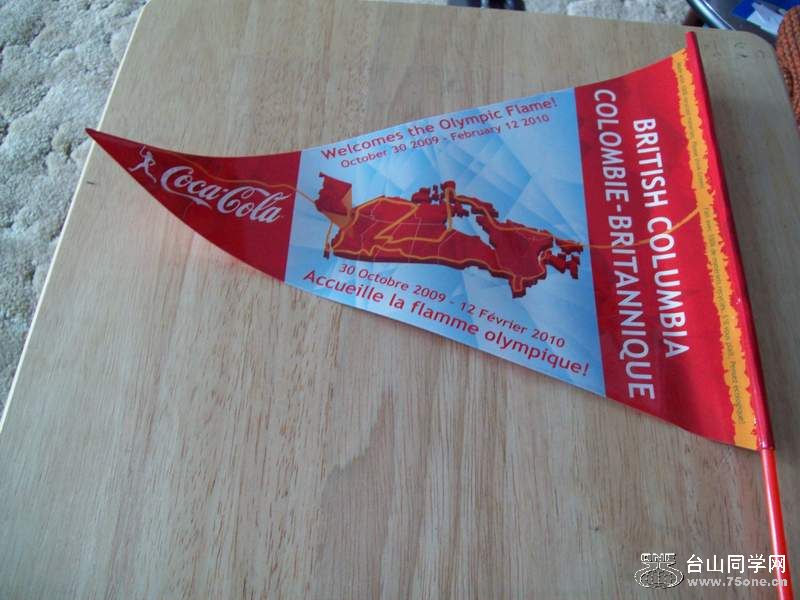 Coca-Cola
Welcomes the Olympic Flame!
October 30 2009 - February 12 2010
30 Octobre 2009 - 12 Février 2010
Accueille la flamme olympique!
BRITISH COLUMBIA
COLOMBIE-BRITANNIQUE
台山同学网
www.75one.cn